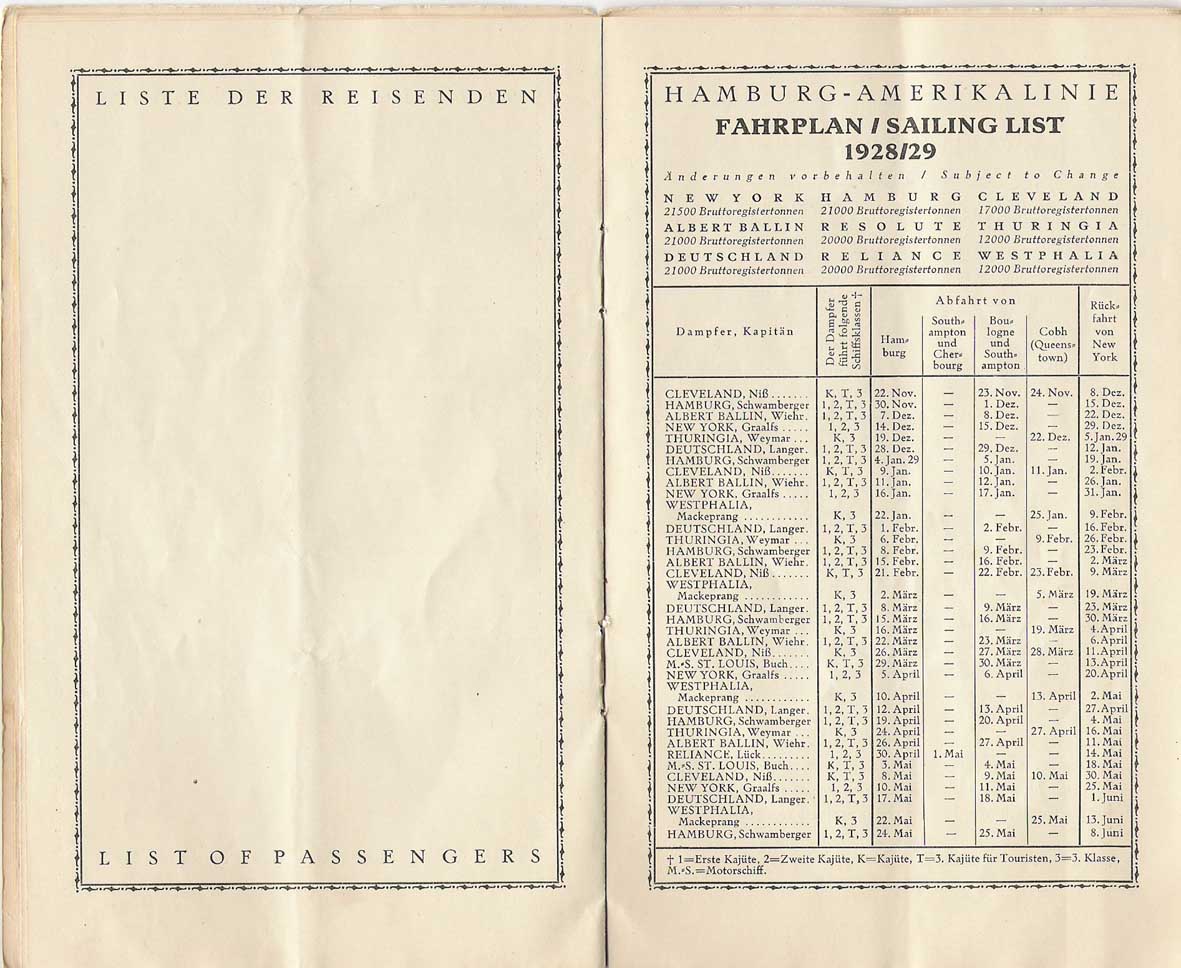 LISTE DER REISENDEN
LIST OF PASSENGERS
HAMBURG-AMERIKA LINIE
FAHRPLAN / SAILING LIST
1928/29
Änderungen vorbehalten / Subject to Change
NEW YORK HAMBURG CLEVELAND
21500 Bruttoregistertonnen 21000 Bruttoregistertonnen 17000 Bruttoregistertonnen
ALBERT BALLIN RESOLUTE THURINGIA
21000 Bruttoregistertonnen 20000 Bruttoregistertonnen 12000 Bruttoregistertonnen
DEUTSCHLAND RELIANCE WESTPHALIA
21000 Bruttoregistertonnen 20000 Bruttoregistertonnen 12000 Bruttoregistertonnen
Dampfer, Kapitän
Der Dampfer
führt folgende
Schiffsklassen †
Abfahrt von
Ham-
burg
South-
ampton
und
Cher-
bourg
Bou-
logne
und
South-
ampton
Cobh
(Queens-
town)
Rück-
fahrt
von
New
York
CLEVELAND, Niß ....... K, T, 3 22. Nov. — 23. Nov. 24. Nov. 8. Dez.
HAMBURG, Schwamberger 1, 2, T, 3 30. Nov. — 1. Dez. — 15. Dez.
ALBERT BALLIN, Wiehr. 1, 2, T, 3 7. Dez. — 8. Dez. — 22. Dez.
NEW YORK, Graalfs ..... 1, 2, 3 14. Dez. — 15. Dez. — 29. Dez.
THURINGIA, Weymar ... K, 3 19. Dez. — — 22. Dez. 5. Jan. 29
DEUTSCHLAND, Langer. 1, 2, T, 3 28. Dez. — 29. Dez. — 12. Jan.
HAMBURG, Schwamberger 1, 2, T, 3 4. Jan. 29 — 5. Jan. — 19. Jan.
CLEVELAND, Niß....... K, T, 3 9. Jan. — 10. Jan. 11. Jan. 2. Febr.
ALBERT BALLIN, Wiehr. 1, 2, T, 3 11. Jan. — 12. Jan. — 26. Jan.
NEW YORK, Graalfs ..... 1, 2, 3 16. Jan. — 17. Jan. — 31. Jan.
WESTPHALIA,
Mackeprang ............ K, 3 22. Jan. — — 25. Jan. 9. Febr.
DEUTSCHLAND, Langer. 1, 2, T, 3 1. Febr. — 2. Febr. — 16. Febr.
THURINGIA, Weymar ... K, 3 6. Febr. — — 9. Febr. 26. Febr.
HAMBURG, Schwamberger 1, 2, T, 3 8. Febr. — 9. Febr. — 23. Febr.
ALBERT BALLIN, Wiehr. 1, 2, T, 3 15. Febr. — 16. Febr. — 2. März
CLEVELAND, Niß....... K, T, 3 21. Febr. — 22. Febr. 23. Febr. 9. März
WESTPHALIA,
Mackeprang ............ K, 3 2. März — — 5. März 19. März
DEUTSCHLAND, Langer. 1, 2, T, 3 8. März — 9. März — 23. März
HAMBURG, Schwamberger 1, 2, T, 3 15. März — 16. März — 30. März
THURINGIA, Weymar ... K, 3 16. März — — 19. März 4. April
ALBERT BALLIN, Wiehr. 1, 2, T, 3 22. März — 23. März — 6. April
CLEVELAND, Niß....... K, 3 26. März — 27. März 28. März 11. April
M.-S. ST. LOUIS, Buch.... K, T, 3 29. März — 30. März — 13. April
NEW YORK, Graalfs ..... 1, 2, 3 5. April — 6. April — 20. April
WESTPHALIA,
Mackeprang ............ K, 3 10. April — — 13. April 2. Mai
DEUTSCHLAND, Langer. 1, 2, T, 3 12. April — 13. April — 27. April
HAMBURG, Schwamberger 1, 2, T, 3 19. April — 20. April — 4. Mai
THURINGIA, Weymar ... K, 3 24. April — — 27. April 16. Mai
ALBERT BALLIN, Wiehr. 1, 2, T, 3 26. April — 27. April — 11. Mai
RELIANCE, Lück......... 1, 2, 3 30. April 1. Mai — — 14. Mai
M.-S. ST. LOUIS, Buch.... K, T, 3 3. Mai — 4. Mai — 18. Mai
CLEVELAND, Niß....... K, T, 3 8. Mai — 9. Mai 10. Mai 30. Mai
NEW YORK, Graalfs ..... 1, 2, 3 10. Mai — 11. Mai — 25. Mai
DEUTSCHLAND, Langer. 1, 2, T, 3 17. Mai — 18. Mai — 1. Juni
WESTPHALIA,
Mackeprang ............ K, 3 22. Mai — — 25. Mai 13. Juni
HAMBURG, Schwamberger 1, 2, T, 3 24. Mai — 25. Mai — 8. Juni
† 1=Erste Kajüte, 2=Zweite Kajüte, K=Kajüte, T=3. Kajüte für Touristen, 3=3. Klasse,
M.-S.=Motorschiff.